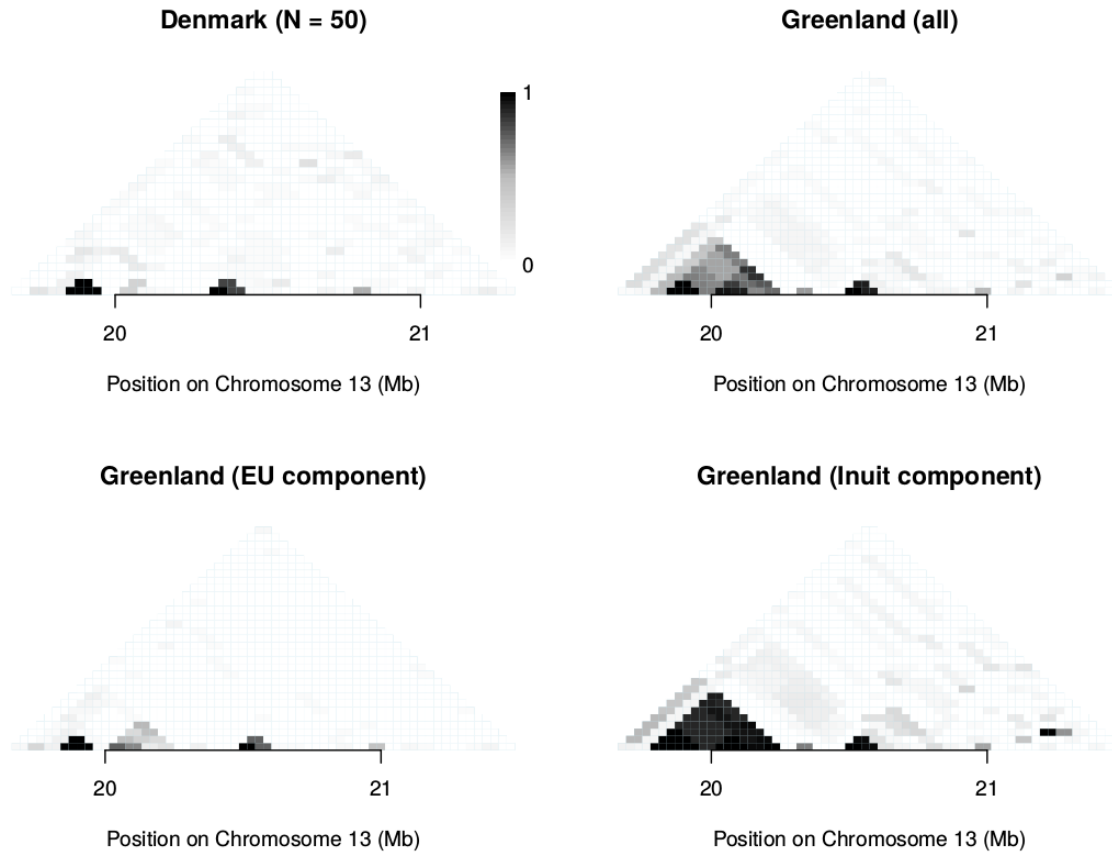 Denmark (N = 50)
1
0
20 21
Position on Chromosome 13 (Mb)
Greenland (all)
20 21
Position on Chromosome 13 (Mb)
Greenland (EU component)
20 21
Position on Chromosome 13 (Mb)
Greenland (Inuit component)
20 21
Position on Chromosome 13 (Mb)